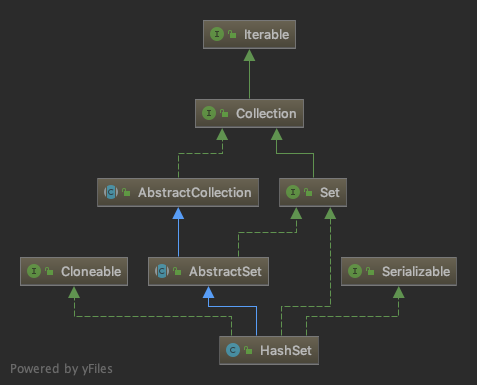 I Iterable
I Collection
C AbstractCollection
I Set
I Cloneable
C AbstractSet
I Serializable
C HashSet
Powered by yFiles